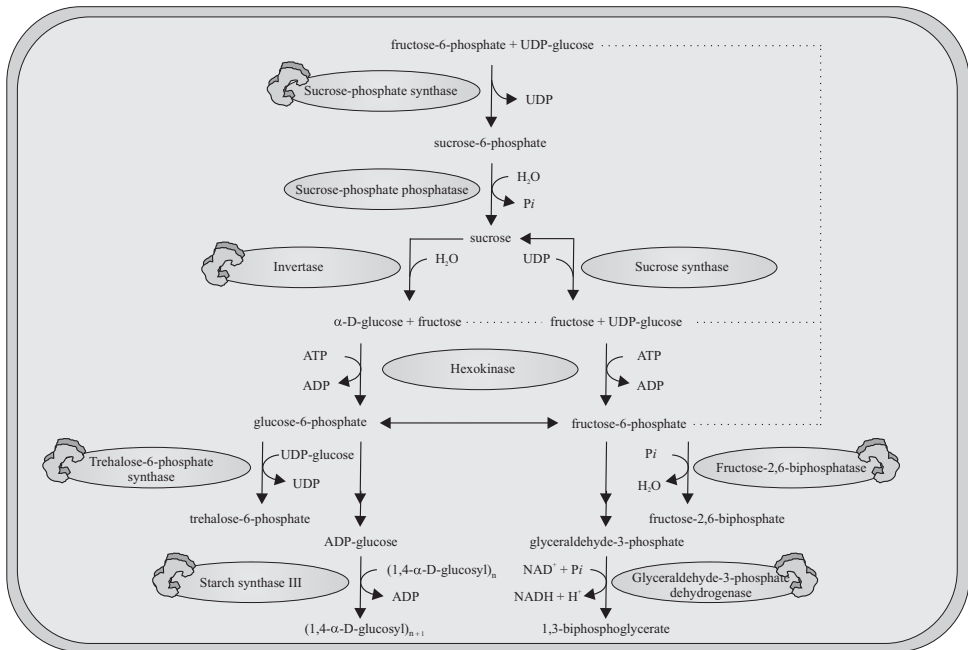 fructose-6-phosphate + UDP-glucose
Sucrose-phosphate synthase
UDP
sucrose-6-phosphate
Sucrose-phosphate phosphatase
H₂O
Pi
sucrose
Invertase
H₂O
UDP
Sucrose synthase
α-D-glucose + fructose
fructose + UDP-glucose
ATP
ADP
Hexokinase
ATP
ADP
glucose-6-phosphate
fructose-6-phosphate
Trehalose-6-phosphate
synthase
UDP-glucose
UDP
Pi
H₂O
Fructose-2,6-biphosphatase
trehalose-6-phosphate
fructose-2,6-biphosphate
ADP-glucose
glyceraldehyde-3-phosphate
Starch synthase III
(1,4-α-D-glucosyl)ₙ
ADP
NAD⁺ + Pi
NADH + H⁺
Glyceraldehyde-3-phosphate
dehydrogenase
(1,4-α-D-glucosyl)ₙ₊₁
1,3-biphosphoglycerate